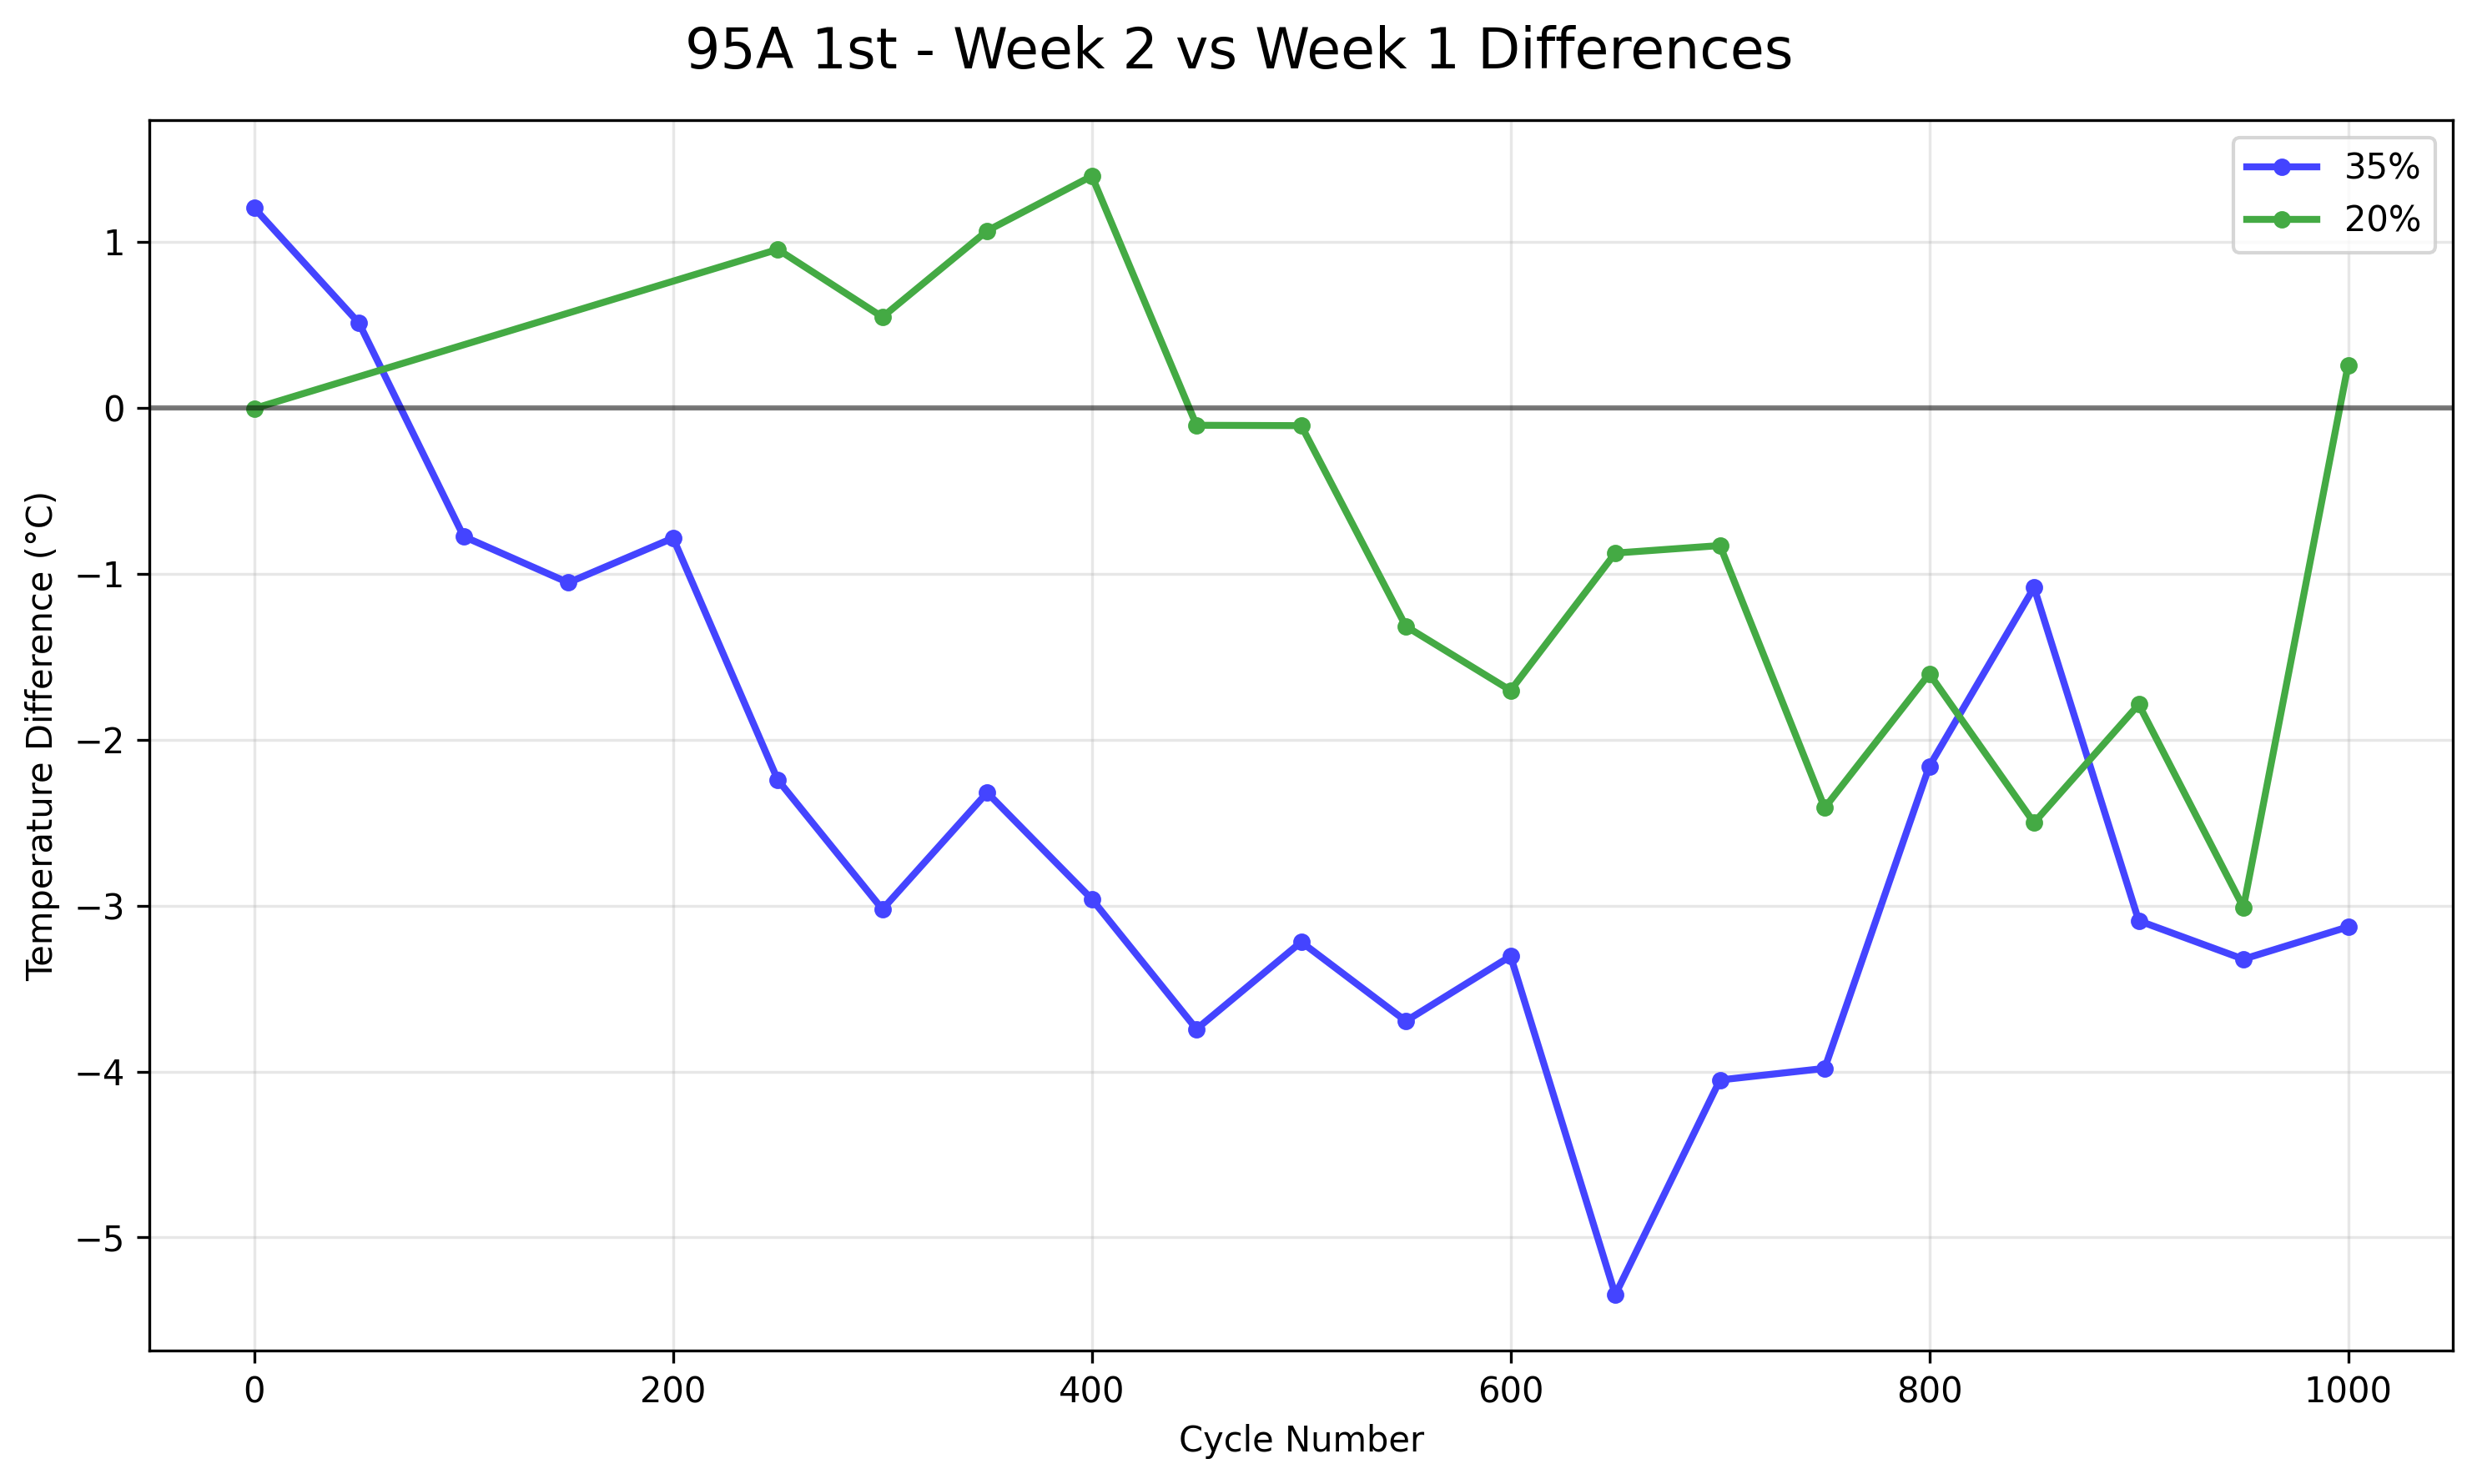 95A 1st - Week 2 vs Week 1 Differences
35%
20%
Temperature Difference (°C)
1
0
−1
−2
−3
−4
−5
0 200 400 600 800 1000
Cycle Number